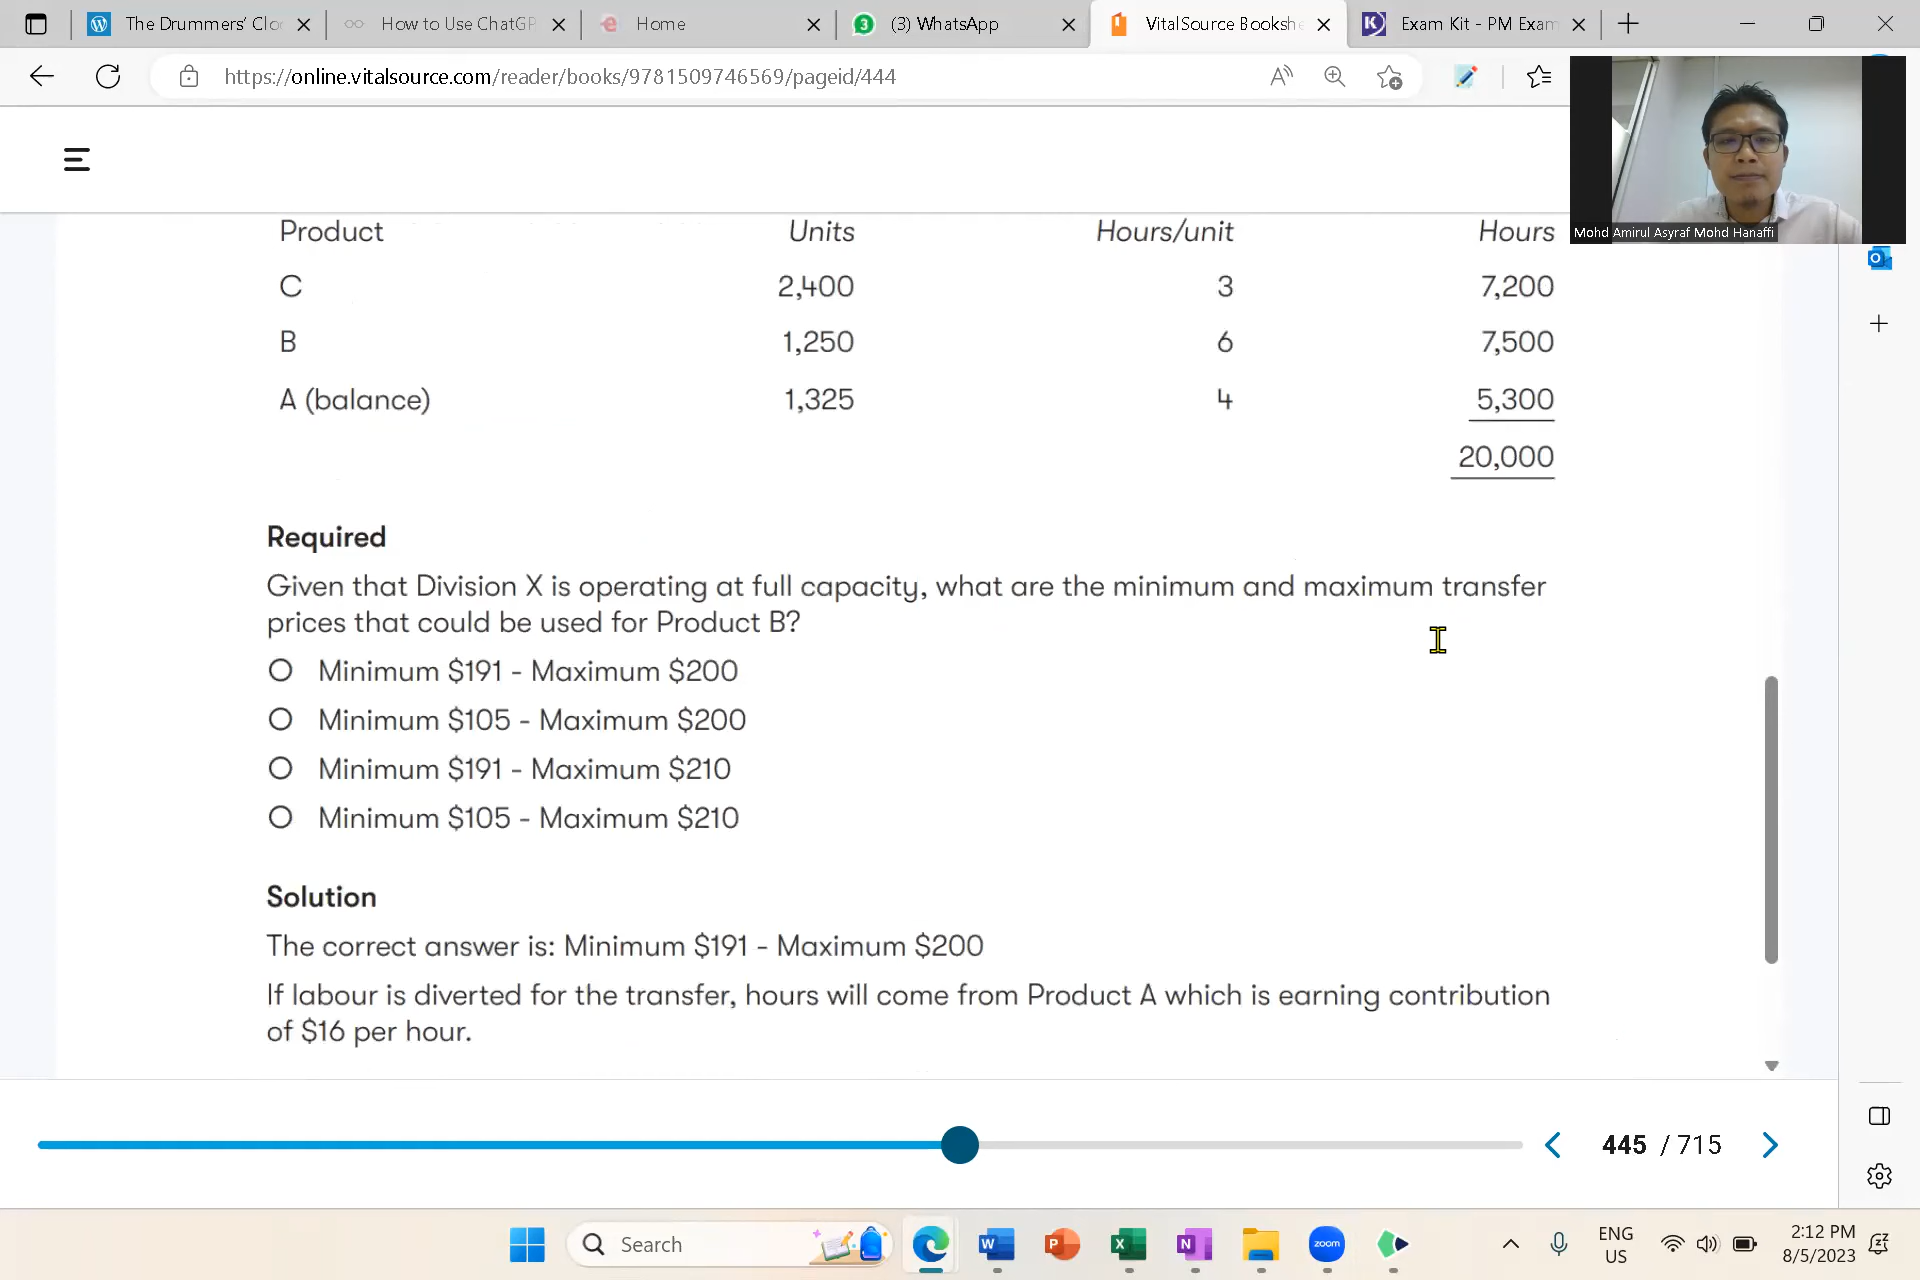 The Drummers' Clo
How to Use ChatGP
Home
(3) WhatsApp
VitalSource Bookshe
Exam Kit - PM Exam
https://online.vitalsource.com/reader/books/9781509746569/pageid/444
Mohd Amirul Asyraf Mohd Hanaffi
Product Units Hours/unit Hours
C 2,400 3 7,200
B 1,250 6 7,500
A (balance) 1,325 4 5,300
20,000
Required
Given that Division X is operating at full capacity, what are the minimum and maximum transfer
prices that could be used for Product B?
Minimum $191 - Maximum $200
Minimum $105 - Maximum $200
Minimum $191 - Maximum $210
Minimum $105 - Maximum $210
Solution
The correct answer is: Minimum $191 - Maximum $200
If labour is diverted for the transfer, hours will come from Product A which is earning contribution
of $16 per hour.
445 / 715
Search
zoom
ENG
US
2:12 PM
8/5/2023